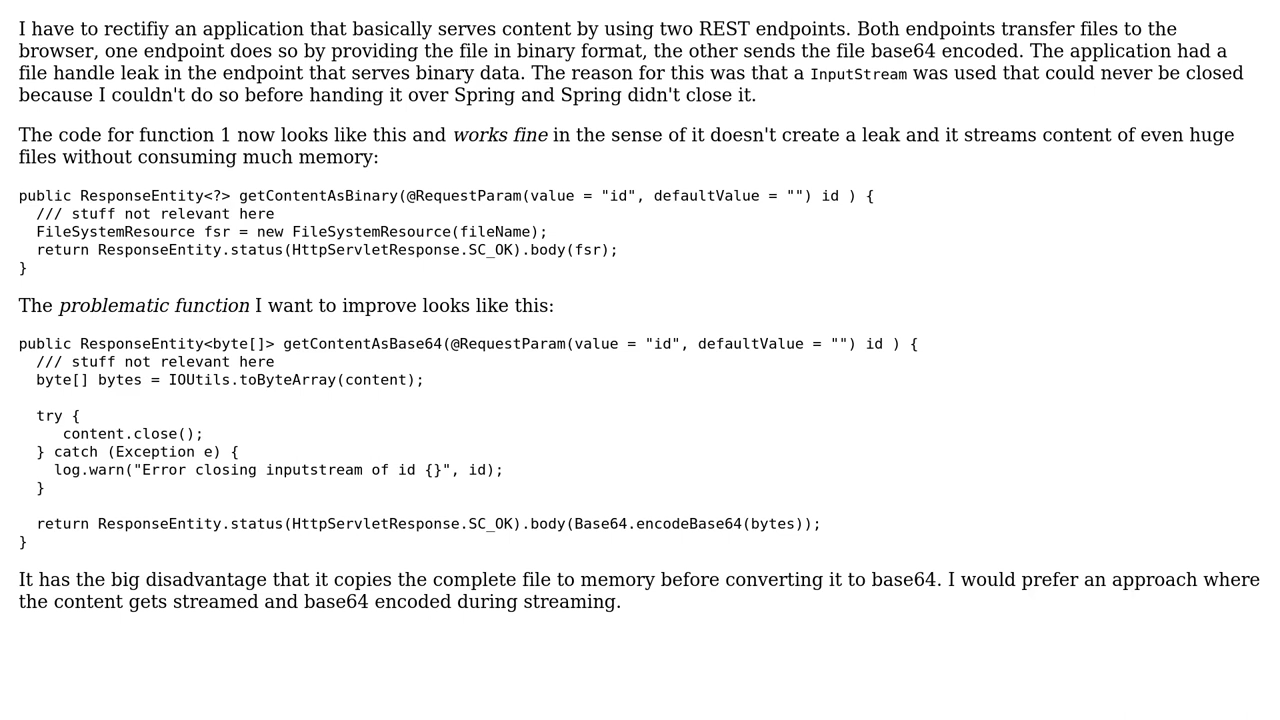 I have to rectifiy an application that basically serves content by using two REST endpoints. Both endpoints transfer files to the
browser, one endpoint does so by providing the file in binary format, the other sends the file base64 encoded. The application had a
file handle leak in the endpoint that serves binary data. The reason for this was that a InputStream was used that could never be closed
because I couldn't do so before handing it over Spring and Spring didn't close it.
The code for function 1 now looks like this and works fine in the sense of it doesn't create a leak and it streams content of even huge
files without consuming much memory:
public ResponseEntity<?> getContentAsBinary(@RequestParam(value = "id", defaultValue = "") id ) {
  /// stuff not relevant here
  FileSystemResource fsr = new FileSystemResource(fileName);
  return ResponseEntity.status(HttpServletResponse.SC_OK).body(fsr);
}
The problematic function I want to improve looks like this:
public ResponseEntity<byte[]> getContentAsBase64(@RequestParam(value = "id", defaultValue = "") id ) {
  /// stuff not relevant here
  byte[] bytes = IOUtils.toByteArray(content);
  try {
     content.close();
  } catch (Exception e) {
    log.warn("Error closing inputstream of id {}", id);
  }
  return ResponseEntity.status(HttpServletResponse.SC_OK).body(Base64.encodeBase64(bytes));
}
It has the big disadvantage that it copies the complete file to memory before converting it to base64. I would prefer an approach where
the content gets streamed and base64 encoded during streaming.